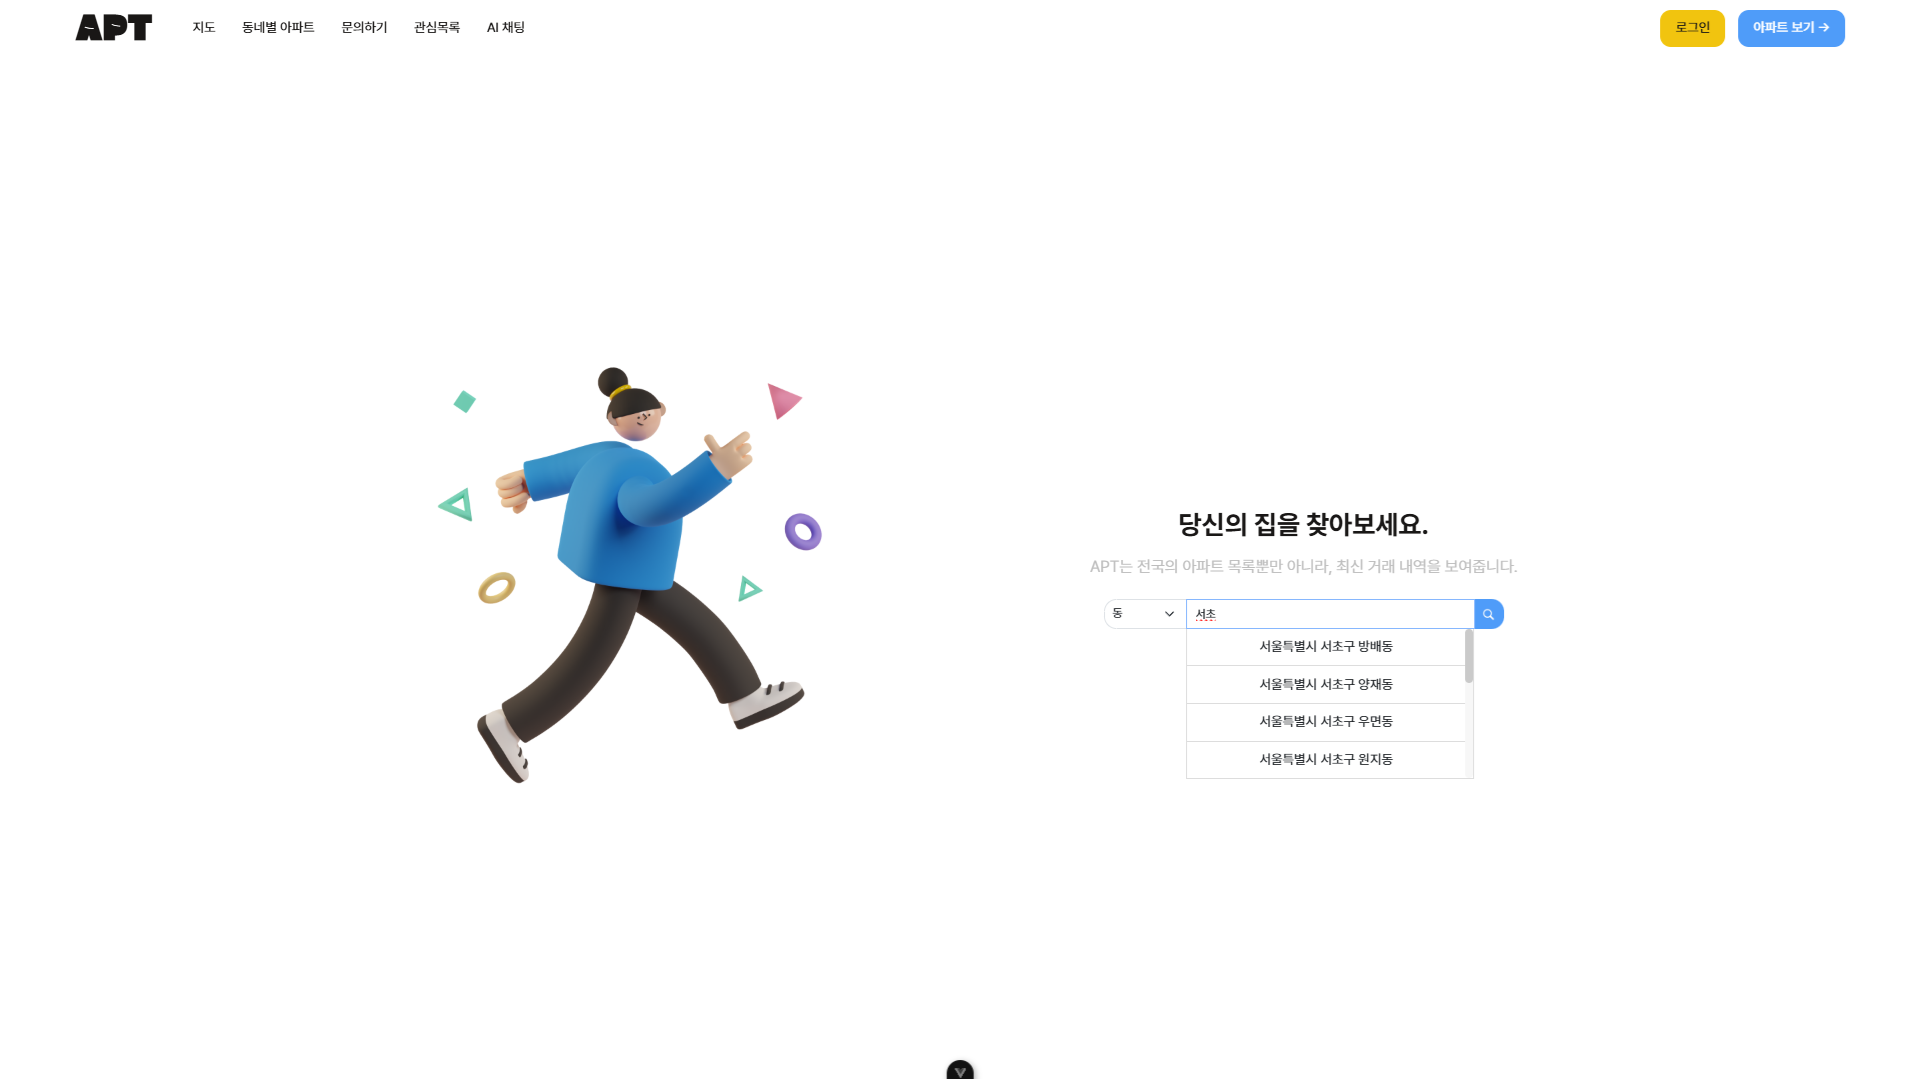 APT 지도 동네별 아파트 문의하기 관심목록 AI 채팅 로그인 아파트 보기 →
당신의 집을 찾아보세요.
APT는 전국의 아파트 목록뿐만 아니라, 최신 거래 내역을 보여줍니다.
동 서초
서울특별시 서초구 방배동
서울특별시 서초구 양재동
서울특별시 서초구 우면동
서울특별시 서초구 원지동